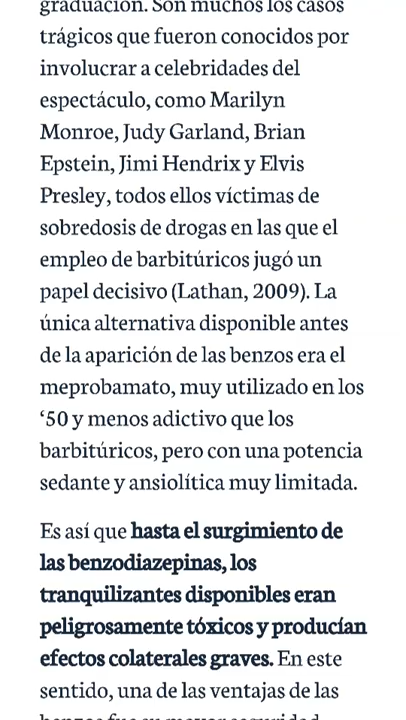 graduación. Son muchos los casos
trágicos que fueron conocidos por
involucrar a celebridades del
espectáculo, como Marilyn
Monroe, Judy Garland, Brian
Epstein, Jimi Hendrix y Elvis
Presley, todos ellos víctimas de
sobredosis de drogas en las que el
empleo de barbitúricos jugó un
papel decisivo (Lathan, 2009). La
única alternativa disponible antes
de la aparición de las benzos era el
meprobamato, muy utilizado en los
‘50 y menos adictivo que los
barbitúricos, pero con una potencia
sedante y ansiolítica muy limitada.
Es así que hasta el surgimiento de
las benzodiazepinas, los
tranquilizantes disponibles eran
peligrosamente tóxicos y producían
efectos colaterales graves. En este
sentido, una de las ventajas de las
benzos fue su mayor seguridad